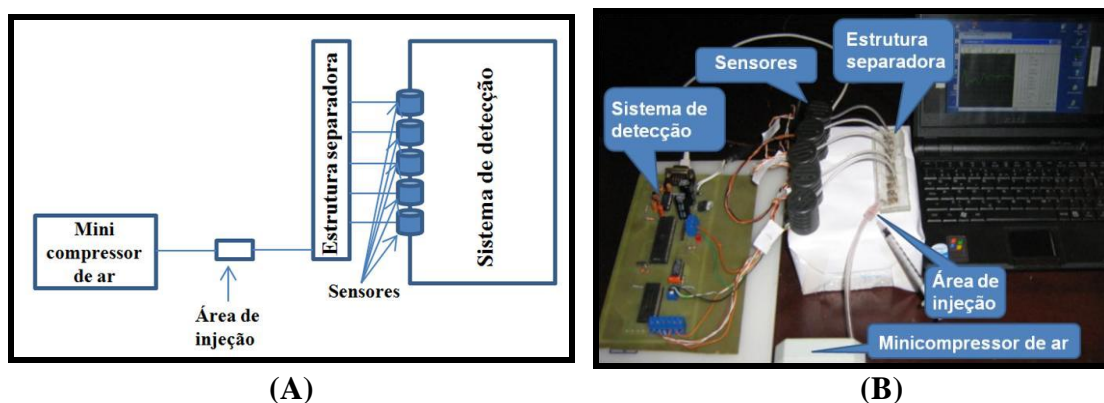 Mini
compressor
de ar
Área de
injeção
Estrutura separadora
Sensores
Sistema de detecção
(A)
Sensores
Estrutura
separadora
Sistema de
detecção
Área de
injeção
Minicompressor de ar
(B)